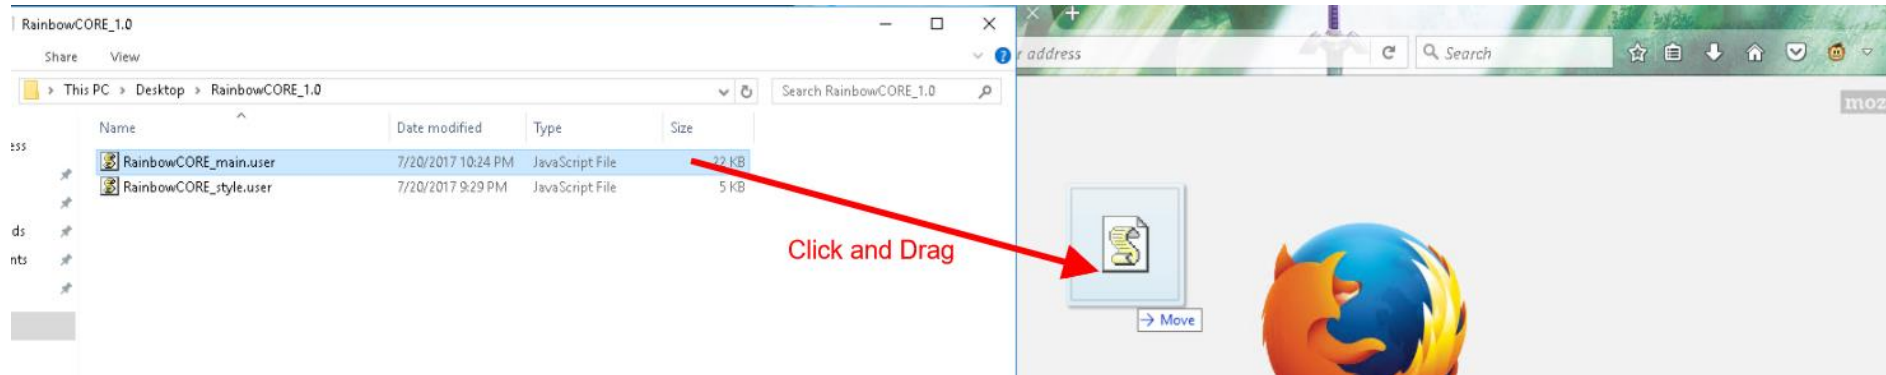 RainbowCORE_1.0
Share View
This PC > Desktop > RainbowCORE_1.0
Search RainbowCORE_1.0
Name Date modified Type Size
ess
RainbowCORE_main.user 7/20/2017 10:24 PM JavaScript File 22 KB
RainbowCORE_style.user 7/20/2017 9:29 PM JavaScript File 5 KB
ds
nts
Click and Drag
r address
Search
moz
→ Move